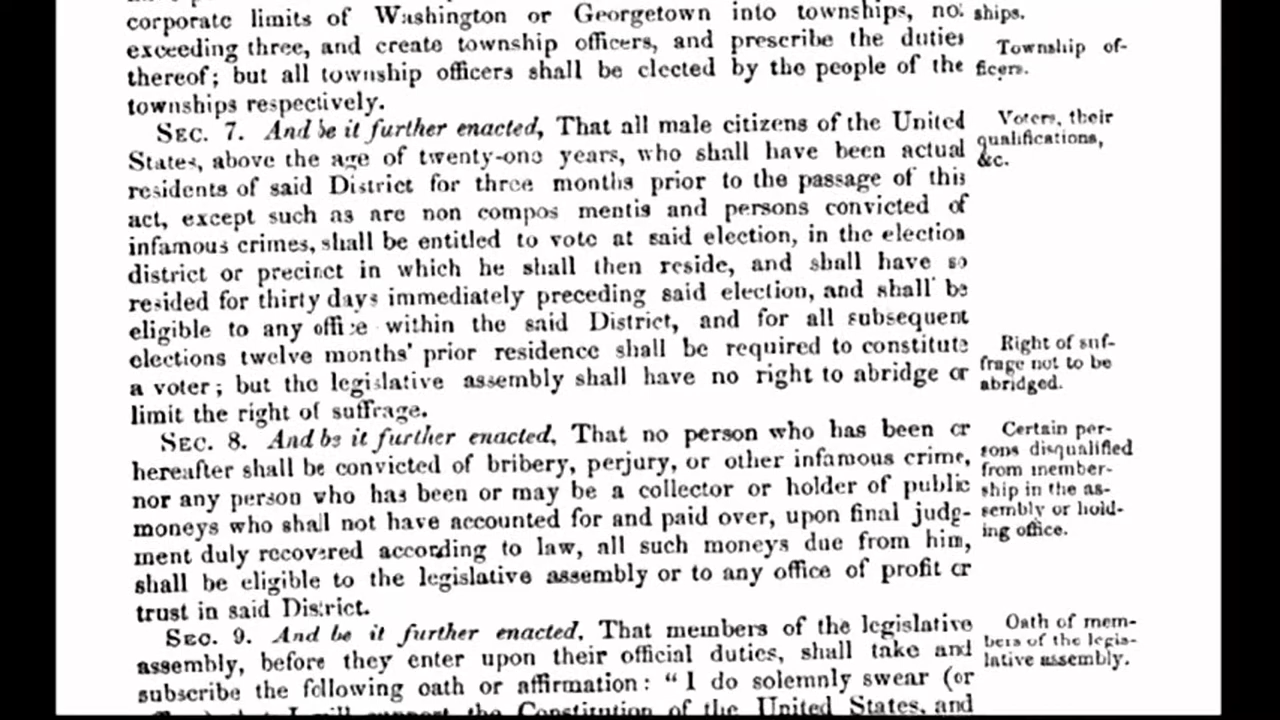 corporate limits of Washington or Georgetown into townships, not
exceeding three, and create township officers, and prescribe the duties
thereof; but all township officers shall be elected by the people of the
townships respectively.
SEC. 7. And be it further enacted, That all male citizens of the United
States, above the age of twenty-one years, who shall have been actual
residents of said District for three months prior to the passage of this
act, except such as are non compos mentis and persons convicted of
infamous crimes, shall be entitled to vote at said election, in the election
district or precinct in which he shall then reside, and shall have so
resided for thirty days immediately preceding said election, and shall be
eligible to any office within the said District, and for all subsequent
elections twelve months' prior residence shall be required to constitute
a voter; but the legislative assembly shall have no right to abridge or
limit the right of suffrage.
SEC. 8. And be it further enacted, That no person who has been or
hereafter shall be convicted of bribery, perjury, or other infamous crime,
nor any person who has been or may be a collector or holder of public
moneys who shall not have accounted for and paid over, upon final judg-
ment duly recovered according to law, all such moneys due from him,
shall be eligible to the legislative assembly or to any office of profit or
trust in said District.
SEC. 9. And be it further enacted, That members of the legislative
assembly, before they enter upon their official duties, shall take and
subscribe the following oath or affirmation: "I do solemnly swear (or
I will support the Constitution of the United States, and
ships.
Township of-
ficers.
Voters, their
qualifications,
&c.
Right of suf-
frage not to be
abridged.
Certain per-
sons disqualified
from member-
ship in the as-
sembly or hold-
ing office.
Oath of mem-
bers of the legis-
lative assembly.